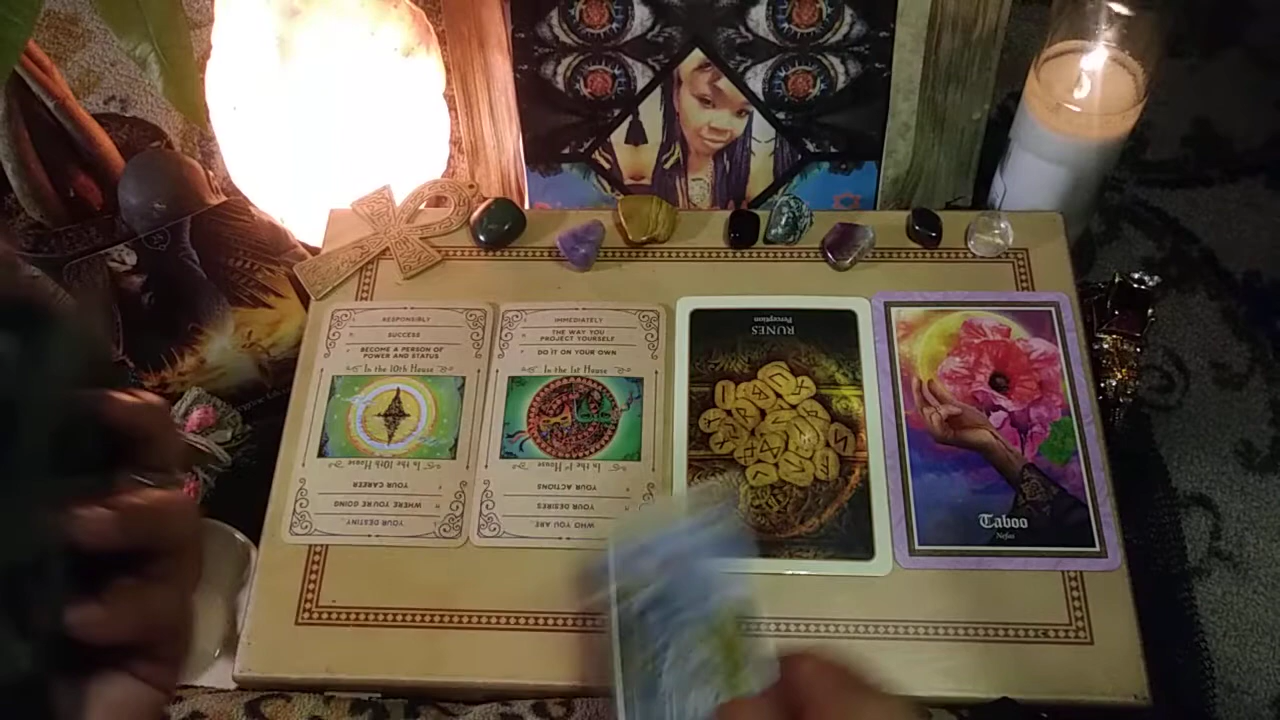 RESPONSIBLY
SUCCESS
BECOME A PERSON OF
POWER AND STATUS
In the 10th House
In the 10th House
YOUR CAREER
WHERE YOU'RE GOING
YOUR DESTINY
IMMEDIATELY
THE WAY YOU
PROJECT YOURSELF
DO IT ON YOUR OWN
In the 1st House
In the 1st House
YOUR ACTIONS
YOUR DESIRES
WHO YOU ARE
RUNES
Perception
Taboo
Nefas